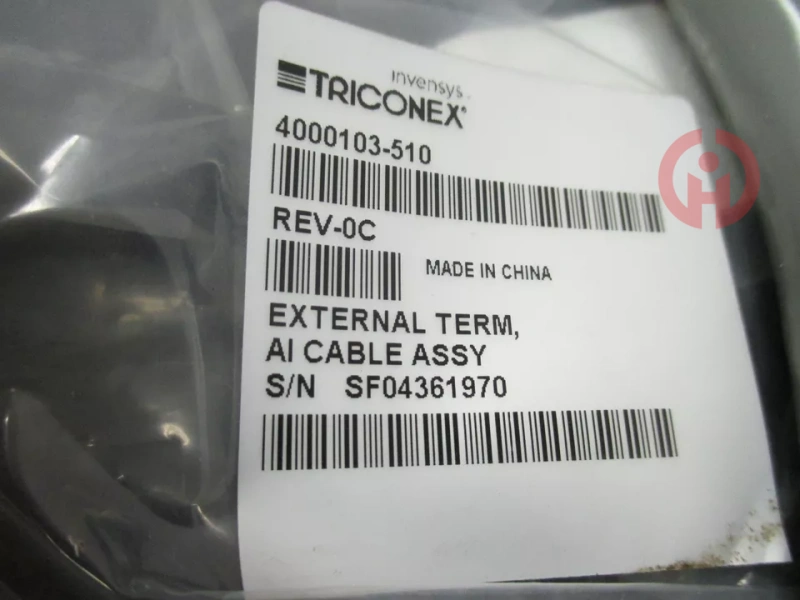 invensys
TRICONEX
4000103-510
REV-0C
MADE IN CHINA
EXTERNAL TERM,
AI CABLE ASSY
S/N SF04361970